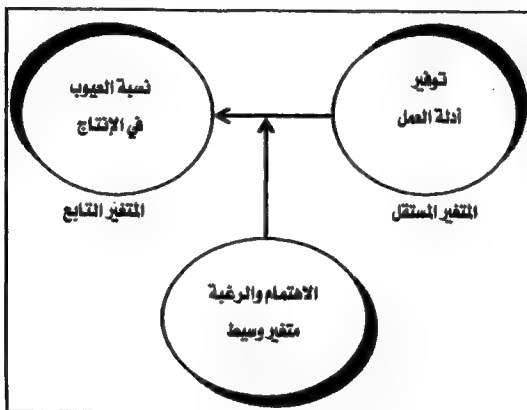 توفير
أدلة العمل
المتغير المستقل
نسبة العيوب
في الإنتاج
المتغير التابع
الاهتمام والرغبة
متغير وسيط